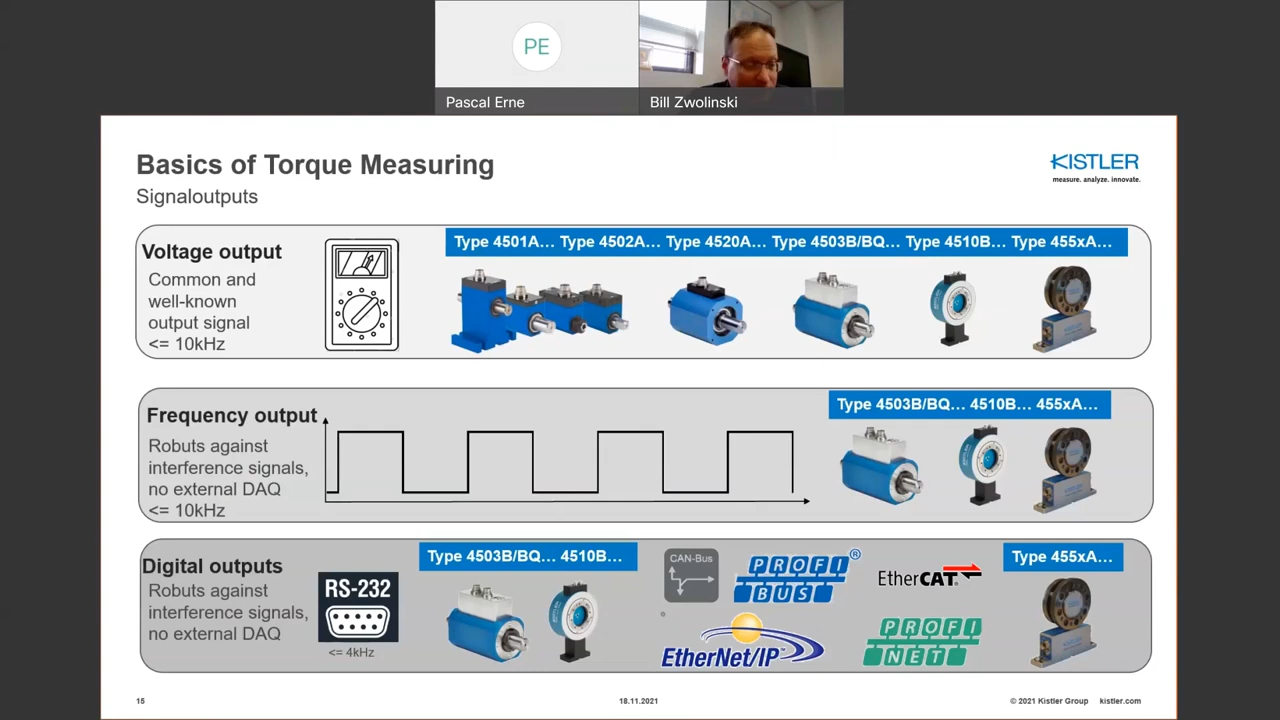 PE
Pascal Erne
Bill Zwolinski
Basics of Torque Measuring
Signaloutputs
KISTLER
measure. analyze. innovate.
Voltage output
Common and
well-known
output signal
<= 10kHz
Type 4501A... Type 4502A... Type 4520A... Type 4503B/BQ... Type 4510B... Type 455xA...
Frequency output
Robuts against
interference signals,
no external DAQ
<= 10kHz
Type 4503B/BQ... 4510B... 455xA...
Digital outputs
Robuts against
interference signals,
no external DAQ
RS-232
<= 4kHz
Type 4503B/BQ... 4510B...
CAN-Bus
PROFI
BUS
®
EtherCAT®
EtherNet/IP™
PROFI
NET
Type 455xA...
15
18.11.2021
© 2021 Kistler Group kistler.com